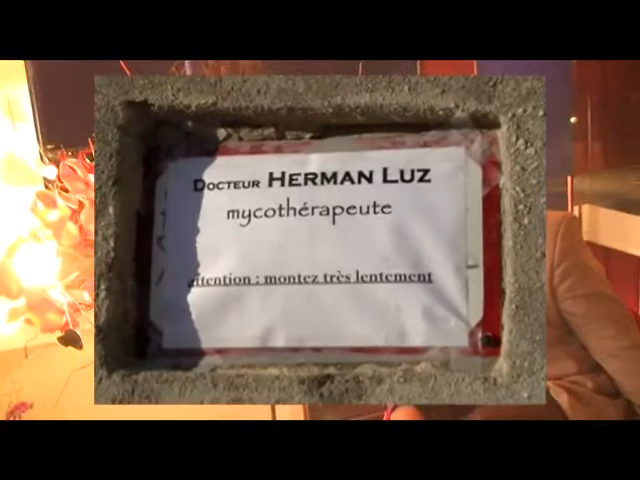 DOCTEUR HERMAN LUZ
mycothérapeute
attention : montez très lentement